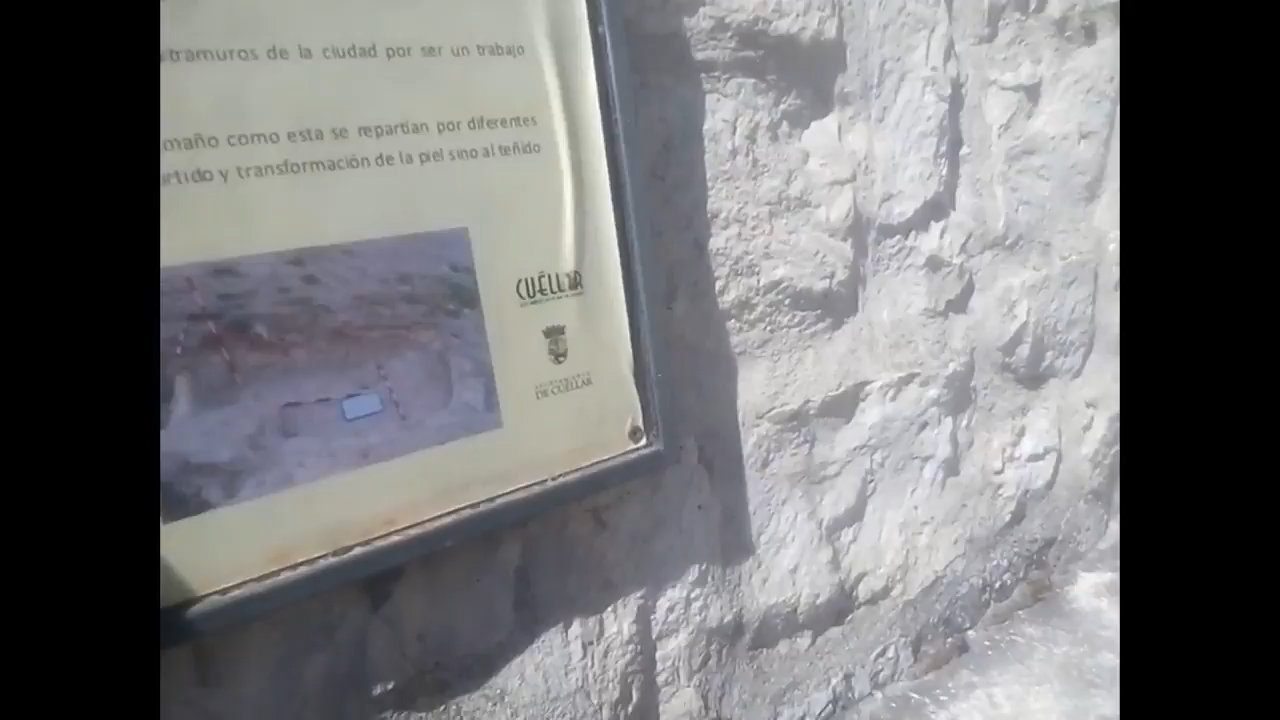 tramuros de la ciudad por ser un trabajo
maño como esta se repartían por diferentes
rtido y transformación de la piel sino al teñido
CUÉLLAR
AYUNTAMIENTO
DE CUÉLLAR